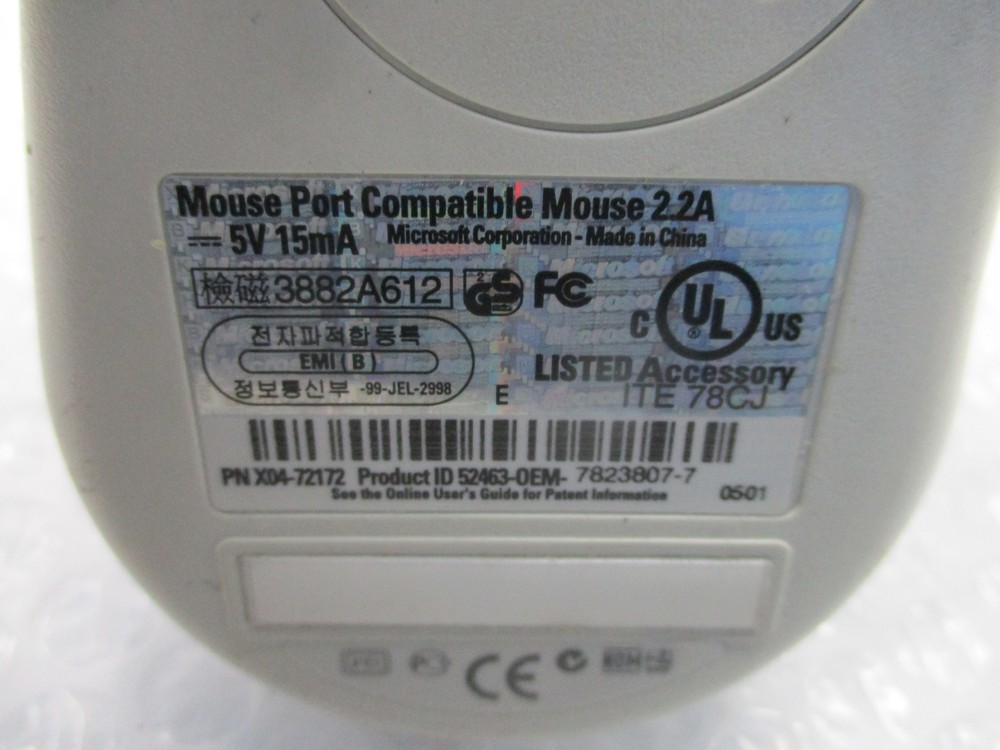 Mouse Port Compatible Mouse 2.2A
5V 15mA Microsoft Corporation - Made in China
檢磁 3882A612 GS FC
C UL ® US
전자파적합등록
EMI ( B )
정보통신부 -99-JEL-2998
E
LISTED Accessory
ITE 78CJ
PN X04-72172 Product ID 52463-OEM- 7823807-7
See the Online User's Guide for Patent Information 0501
CE